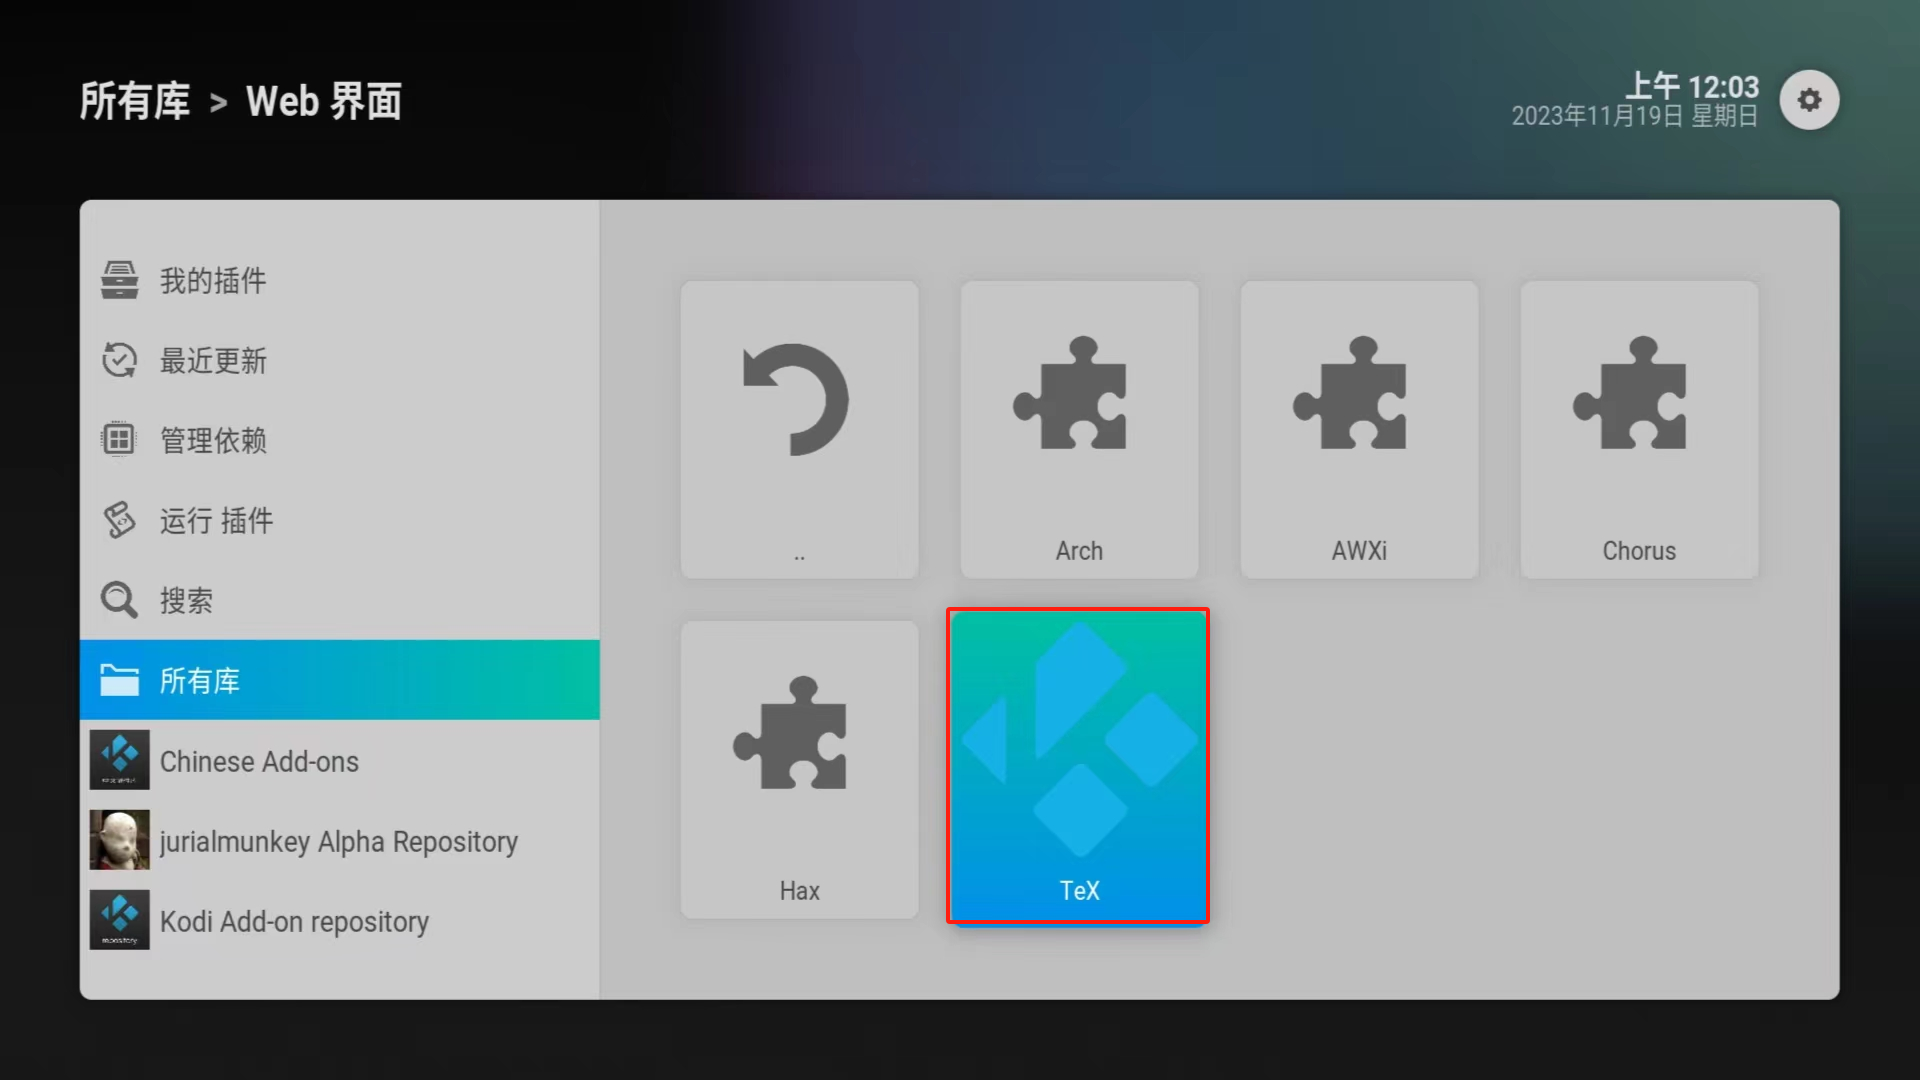 所有库 > Web 界面
上午 12:03
2023年11月19日 星期日
我的插件
最近更新
管理依赖
运行 插件
搜索
所有库
Chinese Add-ons
jurialmunkey Alpha Repository
Kodi Add-on repository
repository
..
Arch
AWXi
Chorus
Hax
TeX